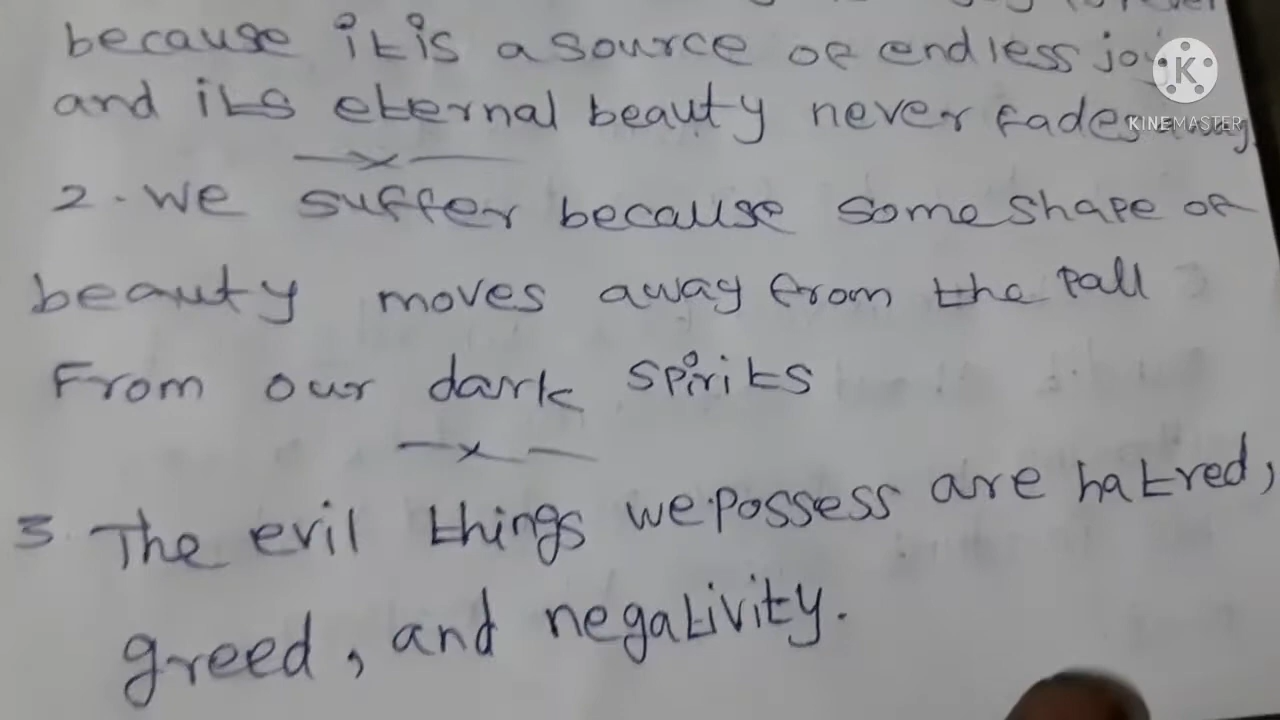 because it is a source of endless joy
and its eternal beauty never fades
KINEMASTER
2. We suffer because some shape of
beauty moves away from the Pall
From our dark spirits
3. The evil things we possess are hatred,
greed, and negativity.